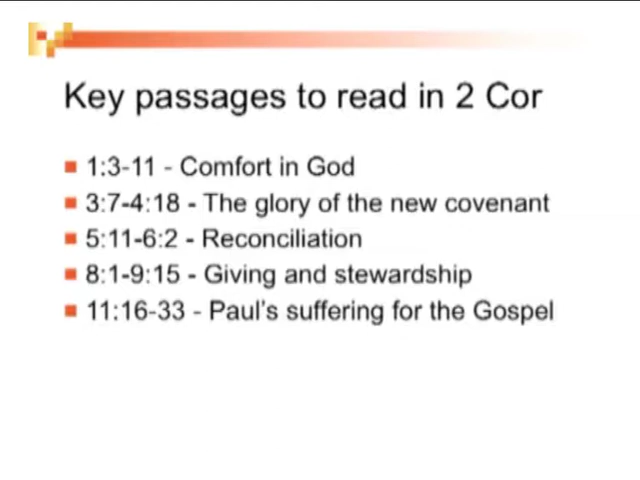 Key passages to read in 2 Cor
1:3-11 - Comfort in God
3:7-4:18 - The glory of the new covenant
5:11-6:2 - Reconciliation
8:1-9:15 - Giving and stewardship
11:16-33 - Paul's suffering for the Gospel